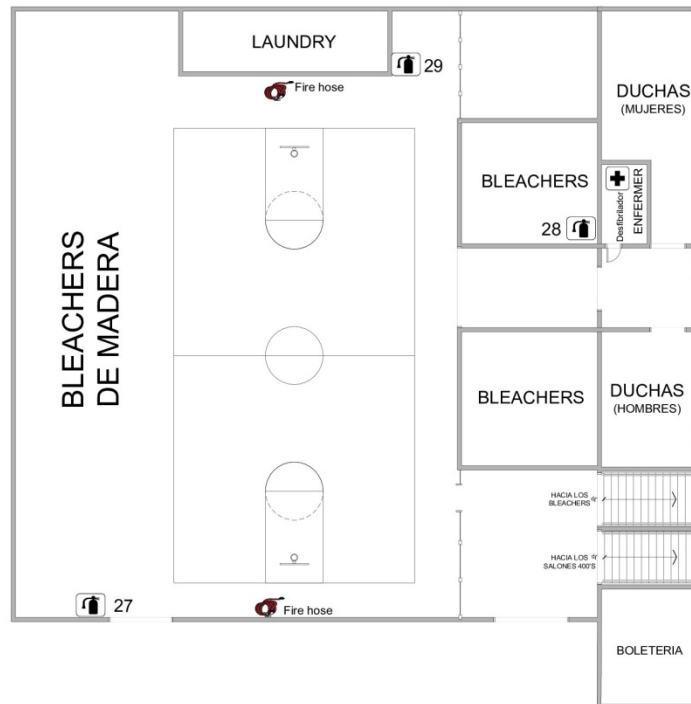 LAUNDRY
29
Fire hose
DUCHAS
(MUJERES)
BLEACHERS
28
Desfibrilador
ENFERMER
BLEACHERS
DE MADERA
BLEACHERS
DUCHAS
(HOMBRES)
HACIA LOS
BLEACHERS
HACIA LOS
SALONES 400'S
27
Fire hose
BOLETERIA